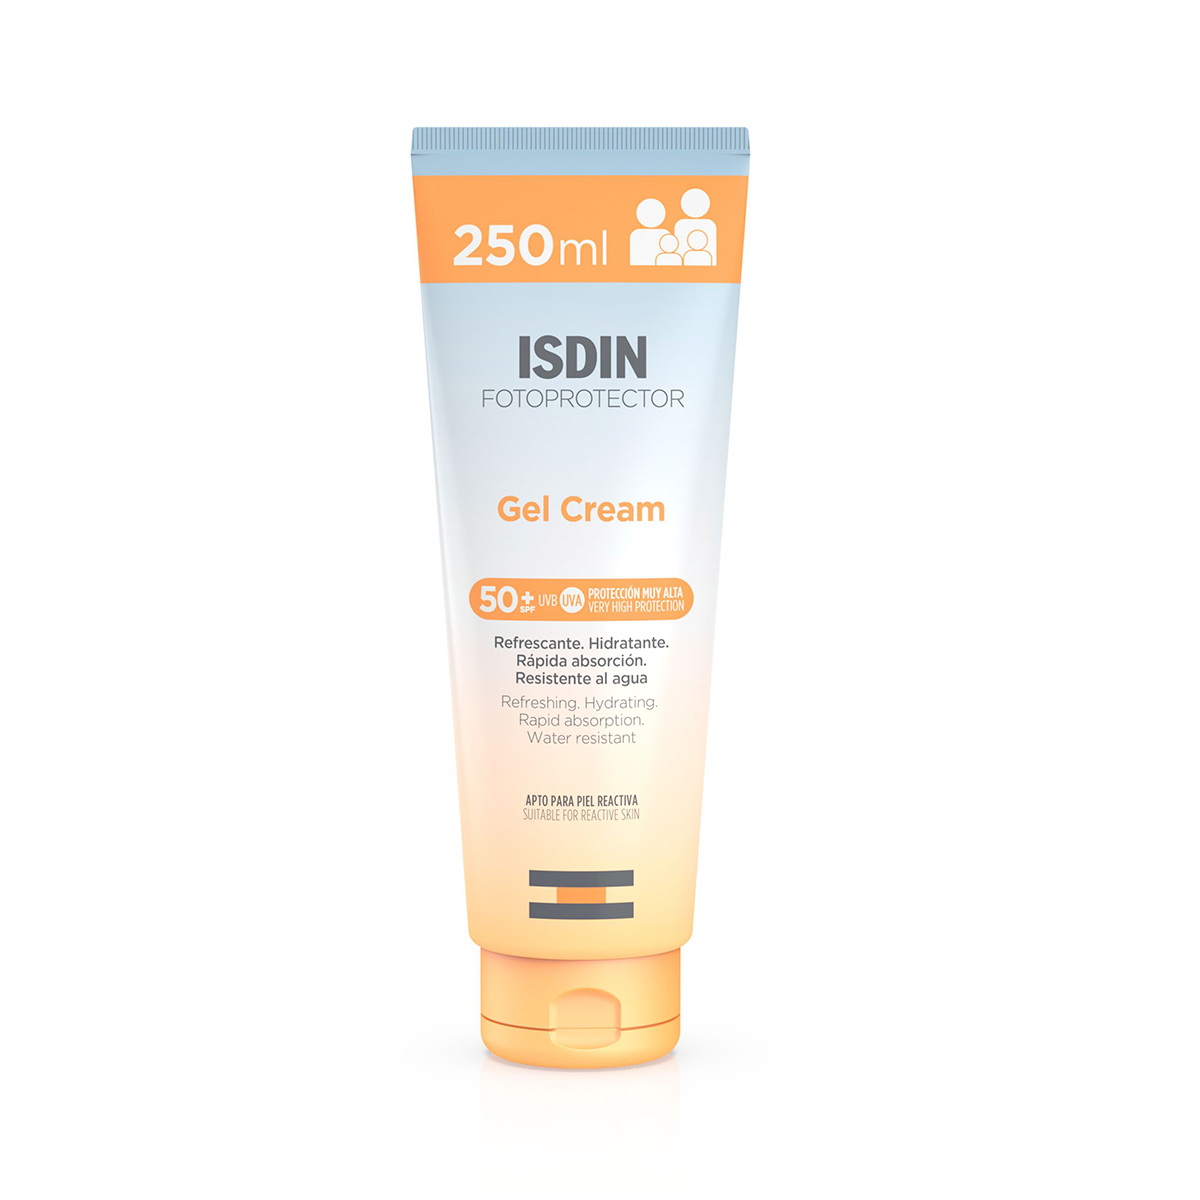 250ml
ISDIN
FOTOPROTECTOR
Gel Cream
50+ SPF UVB UVA PROTECCIÓN MUY ALTA
VERY HIGH PROTECTION
Refrescante. Hidratante.
Rápida absorción.
Resistente al agua
Refreshing. Hydrating.
Rapid absorption.
Water resistant
APTO PARA PIEL REACTIVA
SUITABLE FOR REACTIVE SKIN